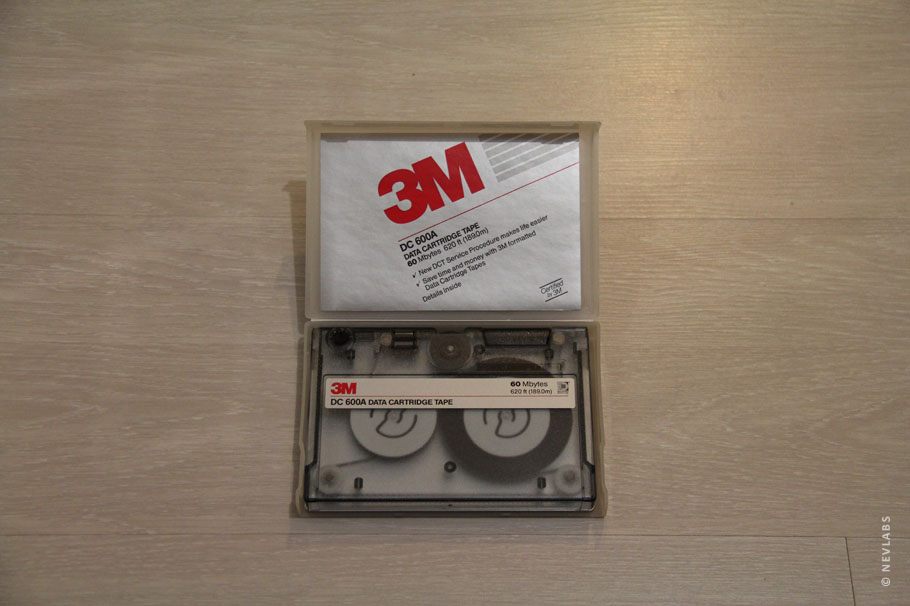 3M
DC 600A
DATA CARTRIDGE TAPE
60 Mbytes 620 ft (189.0m)
✓ New DCT Service Procedure makes life easier
✓ Save time and money with 3M formatted
Data Cartridge Tapes
Details inside
Certified
by 3M
3M
DC 600A DATA CARTRIDGE TAPE
60 Mbytes
620 ft (189.0m)
© NEVLABS